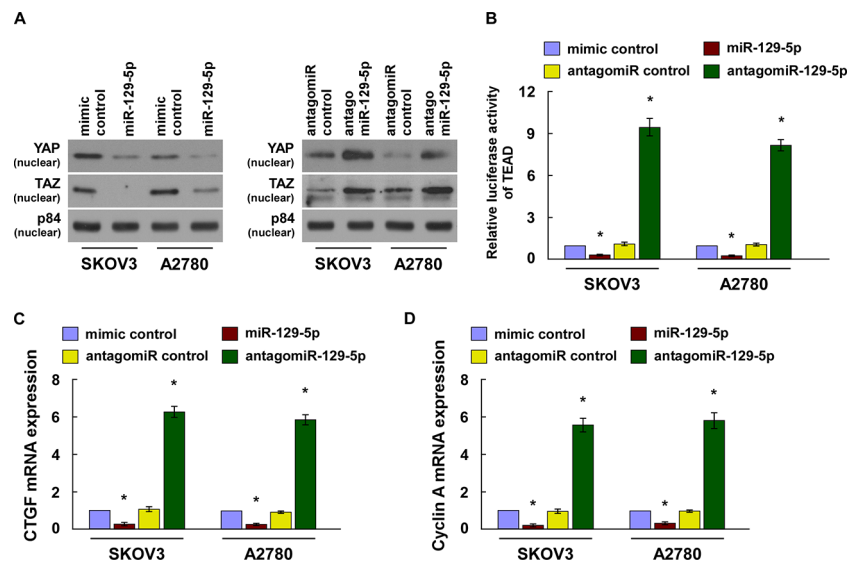 A
mimic control
miR-129-5p
mimic control
miR-129-5p
antagomiR control
antago miR-129-5p
antagomiR control
antago miR-129-5p
YAP
(nuclear)
TAZ
(nuclear)
p84
(nuclear)
SKOV3 A2780
YAP
(nuclear)
TAZ
(nuclear)
p84
(nuclear)
SKOV3 A2780
B
mimic control miR-129-5p
antagomiR control antagomiR-129-5p
Relative luciferase activity
of TEAD
12
9
6
3
0
* * * *
SKOV3 A2780
C
mimic control miR-129-5p
antagomiR control antagomiR-129-5p
CTGF mRNA expression
8
6
4
2
0
* * * *
SKOV3 A2780
D
mimic control miR-129-5p
antagomiR control antagomiR-129-5p
Cyclin A mRNA expression
8
6
4
2
0
* * * *
SKOV3 A2780